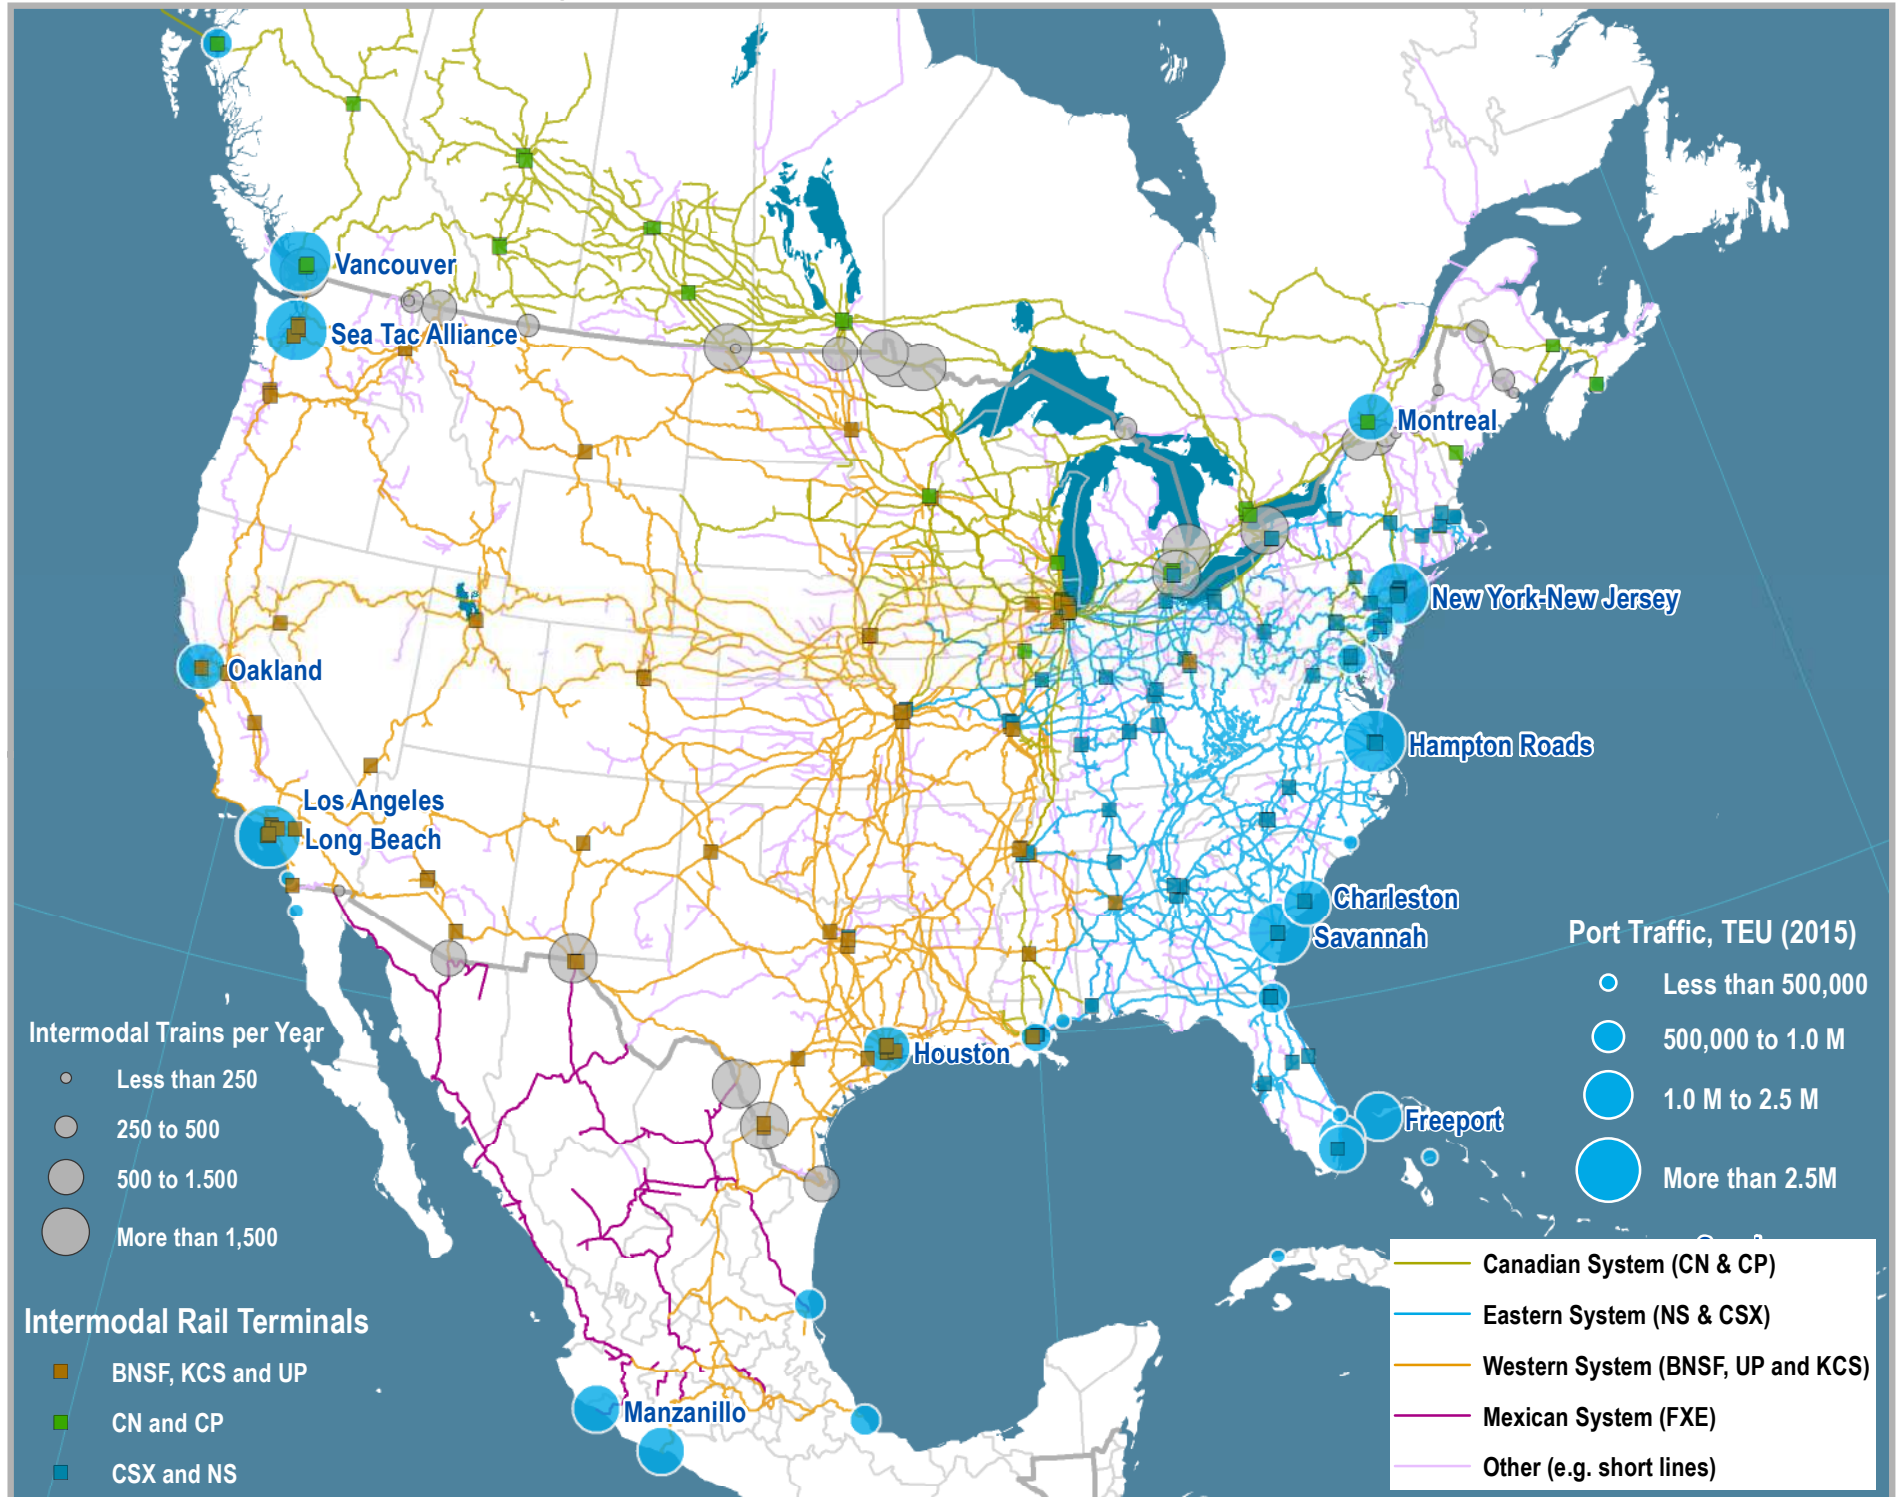 Vancouver
Sea Tac Alliance
Montreal
New York-New Jersey
Oakland
Hampton Roads
Los Angeles
Long Beach
Charleston
Savannah
Houston
Freeport
Manzanillo
Port Traffic, TEU (2015)
Less than 500,000
500,000 to 1.0 M
1.0 M to 2.5 M
More than 2.5M
Intermodal Trains per Year
Less than 250
250 to 500
500 to 1.500
More than 1,500
Intermodal Rail Terminals
BNSF, KCS and UP
CN and CP
CSX and NS
Canadian System (CN & CP)
Eastern System (NS & CSX)
Western System (BNSF, UP and KCS)
Mexican System (FXE)
Other (e.g. short lines)